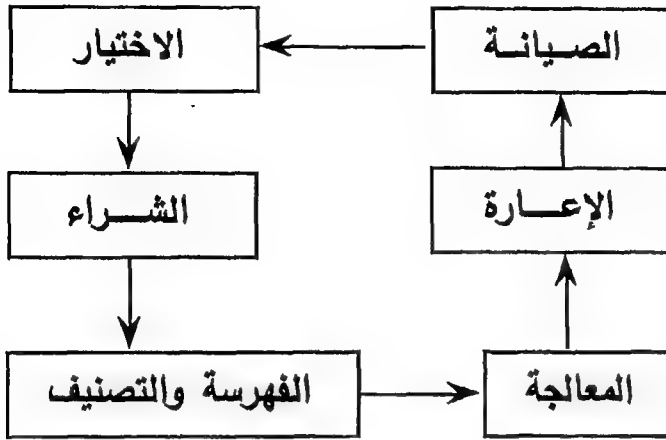 الصيانة
الاختيار
الإعارة
الشراء
المعالجة
الفهرسة والتصنيف